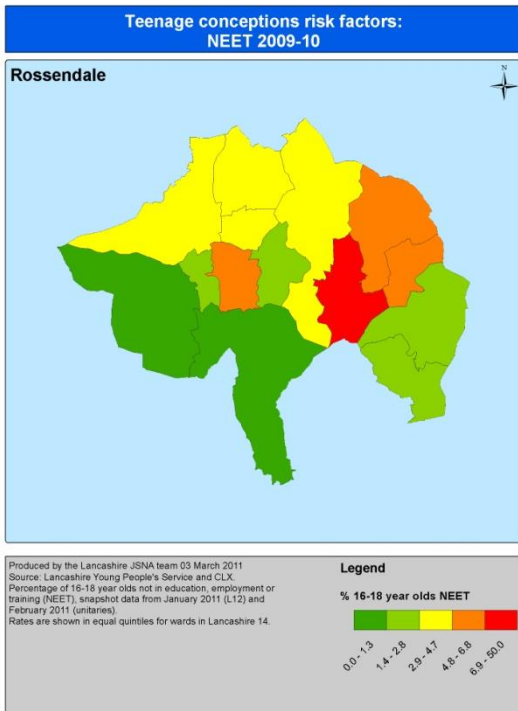 Teenage conceptions risk factors:
NEET 2009-10
Rossendale
N
Produced by the Lancashire JSNA team 03 March 2011
Source: Lancashire Young People's Service and CLX.
Percentage of 16-18 year olds not in education, employment or
training (NEET), snapshot data from January 2011 (L12) and
February 2011 (unitaries).
Rates are shown in equal quintiles for wards in Lancashire 14.
Legend
% 16-18 year olds NEET
0.0 - 1.3
1.4 - 2.8
2.9 - 4.7
4.8 - 6.8
6.9 - 50.0